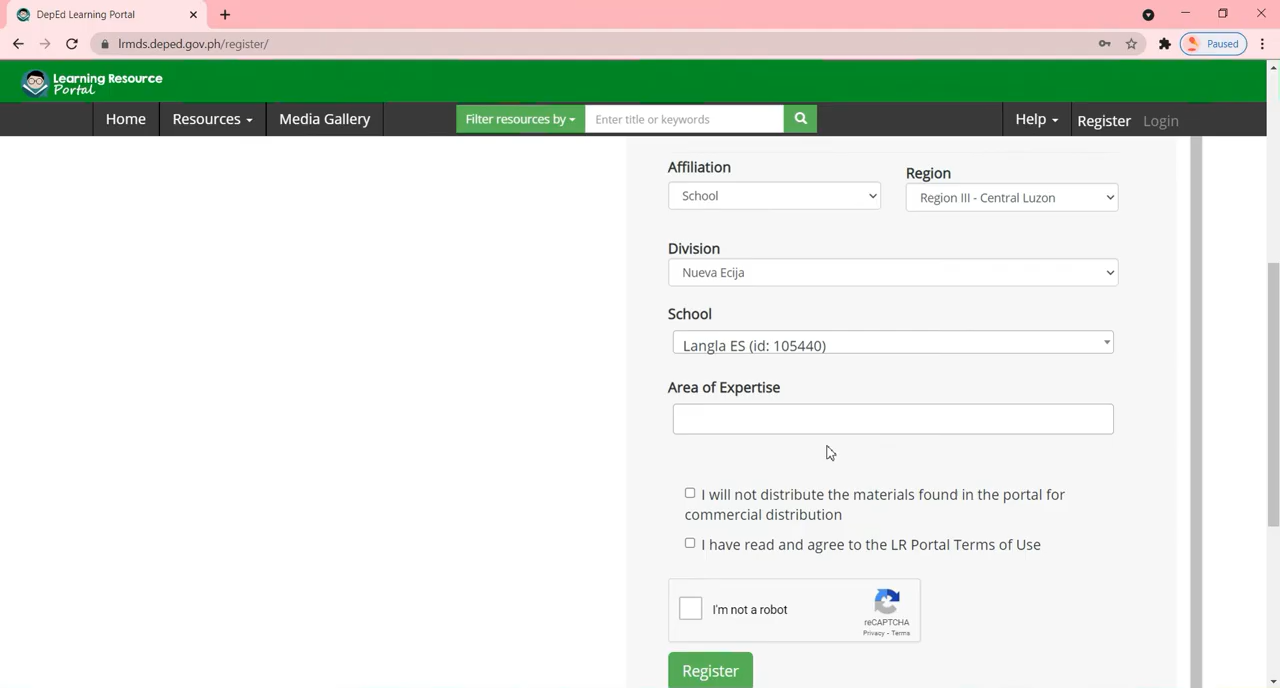 DepEd Learning Portal
lrmds.deped.gov.ph/register/
Paused
Learning Resource
Portal
Home
Resources
Media Gallery
Filter resources by
Enter title or keywords
Help
Register
Login
Affiliation
Region
School
Region III - Central Luzon
Division
Nueva Ecija
School
Langla ES (id: 105440)
Area of Expertise
I will not distribute the materials found in the portal for
commercial distribution
I have read and agree to the LR Portal Terms of Use
I'm not a robot
reCAPTCHA
Privacy - Terms
Register